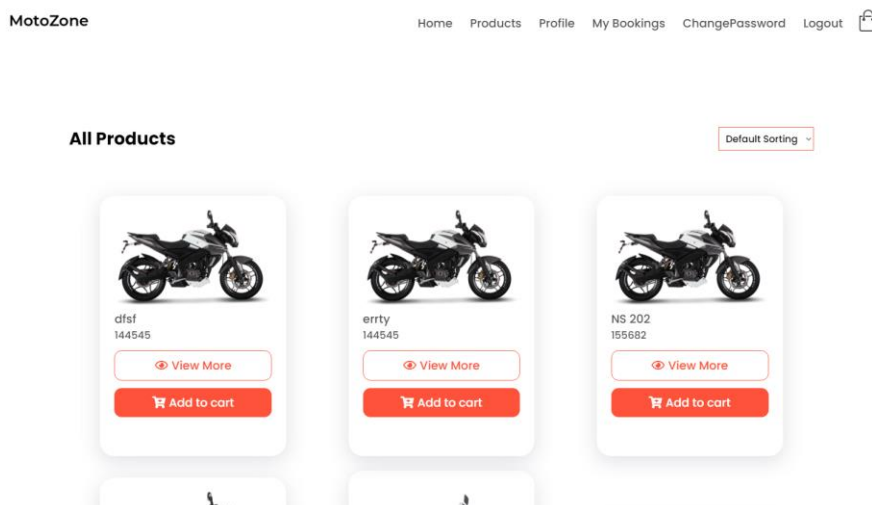 MotoZone
Home Products Profile My Bookings ChangePassword Logout
All Products
Default Sorting
dfsf
144545
View More
Add to cart
errty
144545
View More
Add to cart
NS 202
155682
View More
Add to cart